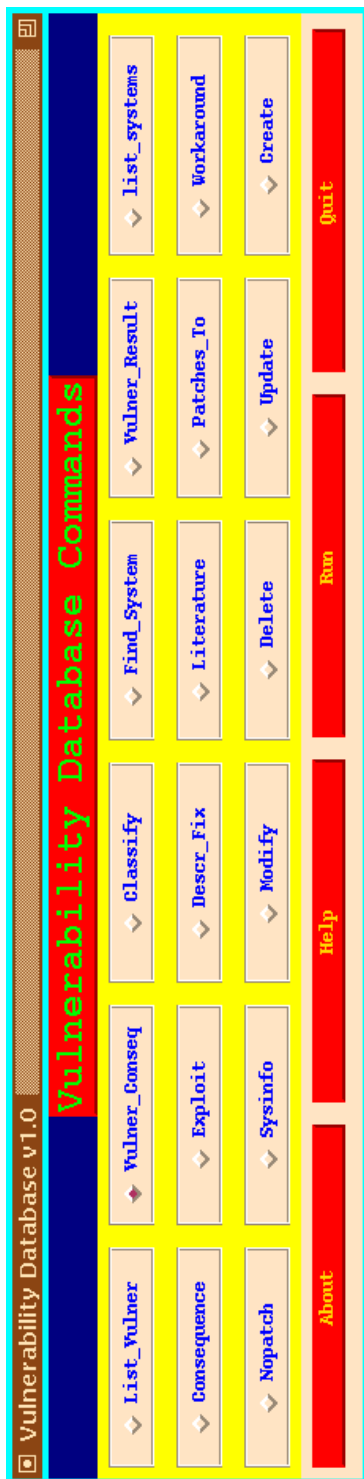 Vulnerability Database v1.0
Vulnerability Database Commands
List_Vulner Vulner_Conseq Classify Find_System Vulner_Result list_systems
Consequence Exploit Descr_Fix Literature Patches_To Workaround
Nopatch Sysinfo Modify Delete Update Create
About Help Run Quit